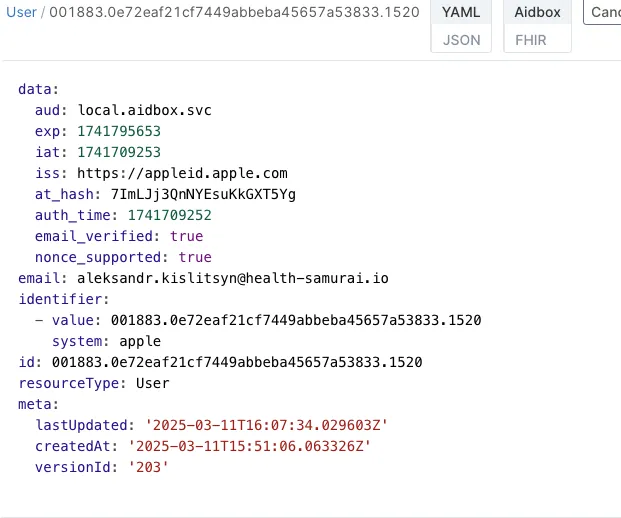 User / 001883.0e72eaf21cf7449abbeba45657a53833.1520 YAML Aidbox Canc
JSON FHIR
data:
aud: local.aidbox.svc
exp: 1741795653
iat: 1741709253
iss: https://appleid.apple.com
at_hash: 7ImLJj3QnNYEsuKkGXT5Yg
auth_time: 1741709252
email_verified: true
nonce_supported: true
email: aleksandr.kislitsyn@health-samurai.io
identifier:
- value: 001883.0e72eaf21cf7449abbeba45657a53833.1520
system: apple
id: 001883.0e72eaf21cf7449abbeba45657a53833.1520
resourceType: User
meta:
lastUpdated: '2025-03-11T16:07:34.029603Z'
createdAt: '2025-03-11T15:51:06.063326Z'
versionId: '203'